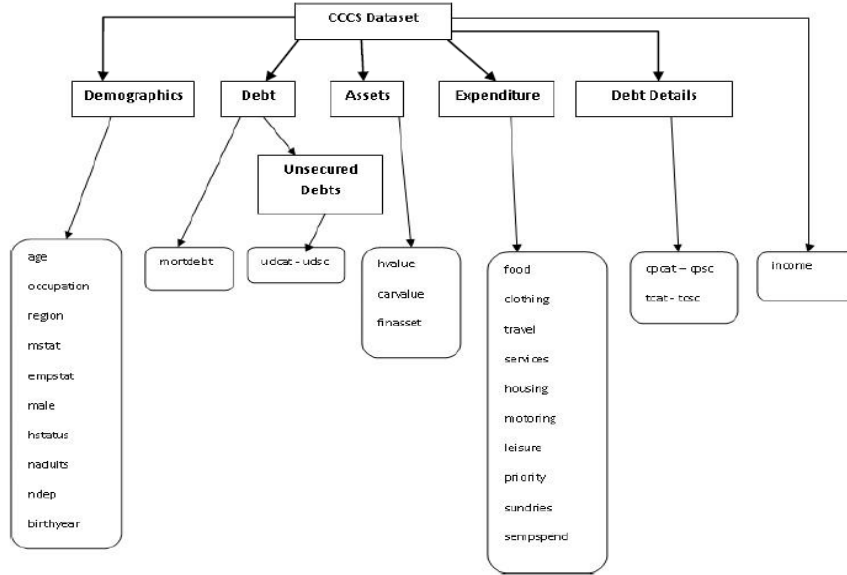 CCCS Dataset
Demographics
Debt
Assets
Expenditure
Debt Details
Unsecured
Debts
age
occupation
region
mstat
empstat
male
hstatus
nadults
ndep
birthyear
mortdebt
udcat - udsc
hvalue
carvalue
finasset
food
clothing
travel
services
housing
motoring
leisure
priority
sundries
sempspend
cpcat – cpsc
tcat - tcsc
income